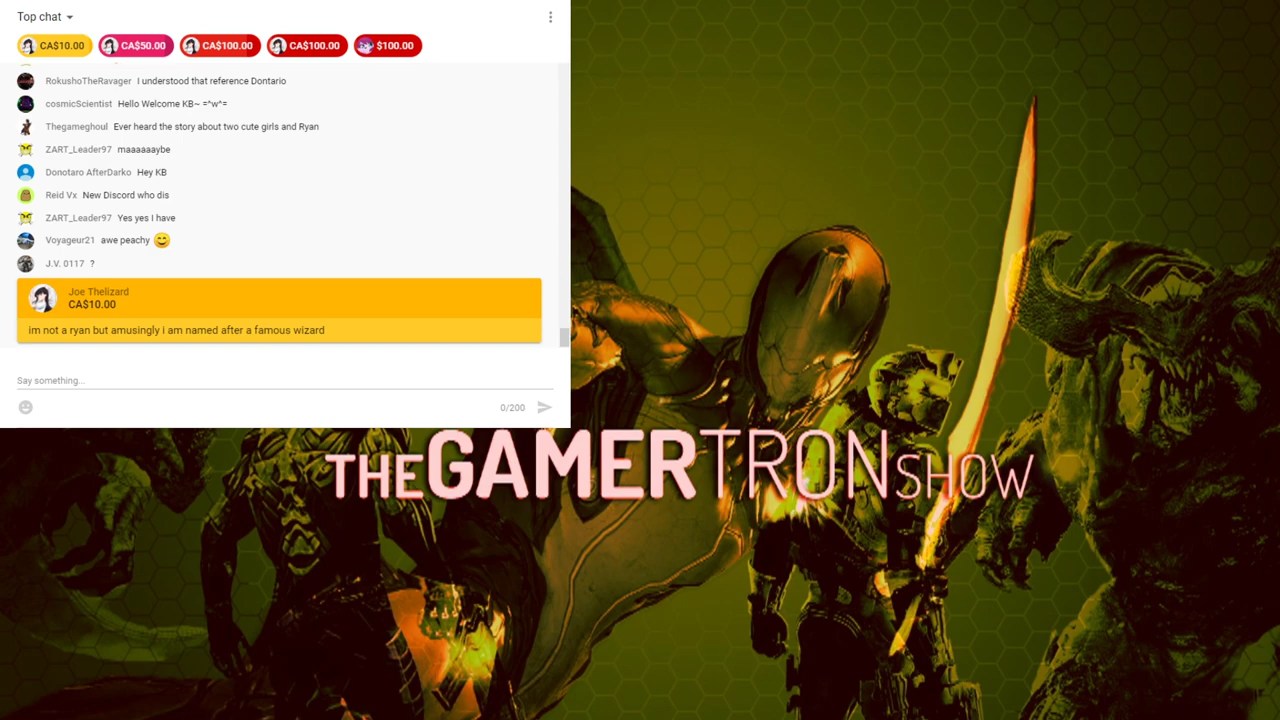 Top chat
CA$10.00 CA$50.00 CA$100.00 CA$100.00 $100.00
RokushoTheRavager I understood that reference Dontario
cosmicScientist Hello Welcome KB~ =^w^=
Thegameghoul Ever heard the story about two cute girls and Ryan
ZART_Leader97 maaaaaaybe
Donotaro AfterDarko Hey KB
Reid Vx New Discord who dis
ZART_Leader97 Yes yes I have
Voyageur21 awe peachy 😊
J.V. 0117 ?
Joe Thelizard
CA$10.00
im not a ryan but amusingly i am named after a famous wizard
Say something...
0/200
THEGAMERTRONSHOW